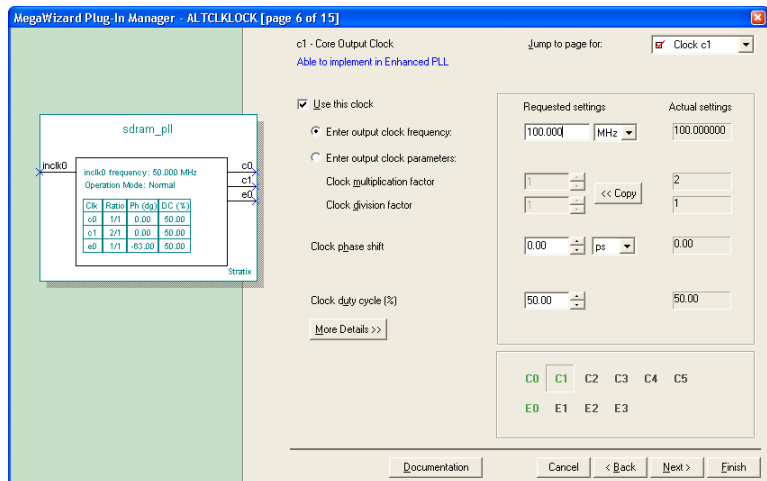 MegaWizard Plug-In Manager - ALTCLKLOCK [page 6 of 15]
c1 - Core Output Clock
Able to implement in Enhanced PLL
Jump to page for:
Clock c1
Use this clock
Requested settings
Actual settings
Enter output clock frequency:
100.000
MHz
100.000000
Enter output clock parameters:
Clock multiplication factor
1
<< Copy
2
Clock division factor
1
1
Clock phase shift
0.00
ps
0.00
Clock duty cycle (%)
50.00
50.00
More Details >>
sdram_pll
inclk0
inclk0 frequency: 50.000 MHz
Operation Mode: Normal
Clk Ratio Ph (dg) DC (%)
c0 1/1 0.00 50.00
c1 2/1 0.00 50.00
e0 1/1 -63.00 50.00
c0
c1
e0
Stratix
C0 C1 C2 C3 C4 C5
E0 E1 E2 E3
Documentation
Cancel
< Back
Next >
Finish